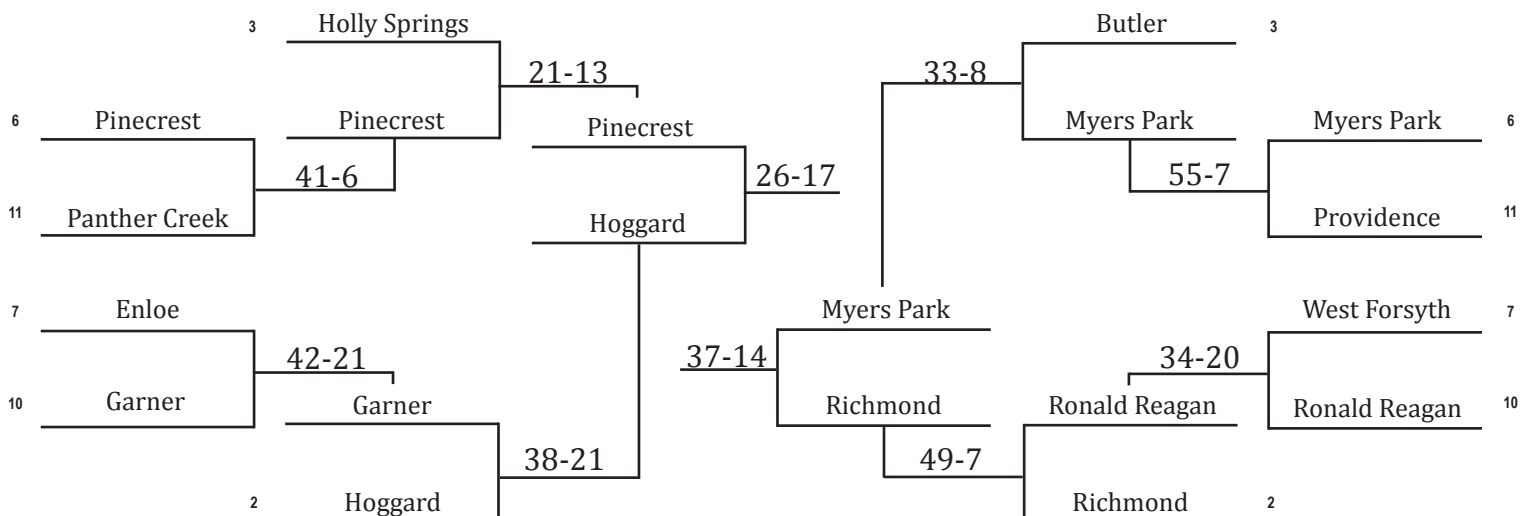 3 Holly Springs
Butler 3
21-13
33-8
6 Pinecrest
Pinecrest
Pinecrest
Myers Park
Myers Park 6
41-6
26-17
55-7
11 Panther Creek
Hoggard
Providence 11
7 Enloe
Myers Park
West Forsyth 7
42-21
37-14
34-20
10 Garner
Garner
Richmond
Ronald Reagan
Ronald Reagan 10
38-21
49-7
2 Hoggard
Richmond 2